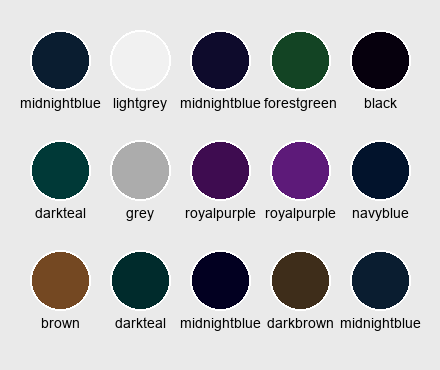 midnightblue lightgrey midnightblue forestgreen black
darkteal grey royalpurple royalpurple navyblue
brown darkteal midnightblue darkbrown midnightblue